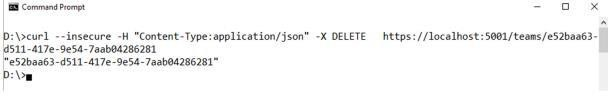 Command Prompt
D:\>curl --insecure -H "Content-Type:application/json" -X DELETE   https://localhost:5001/teams/e52baa63-
d511-417e-9e54-7aab04286281
"e52baa63-d511-417e-9e54-7aab04286281"
D:\>